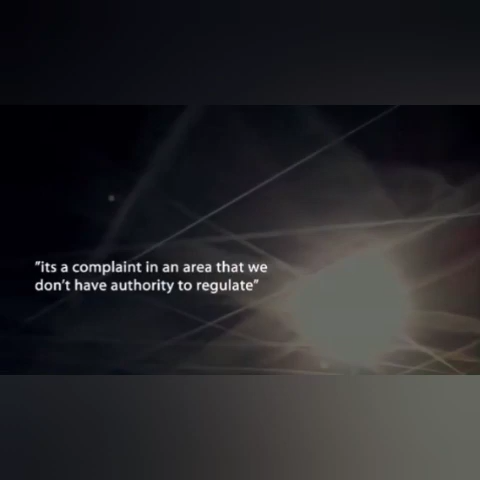 "its a complaint in an area that we
don't have authority to regulate"